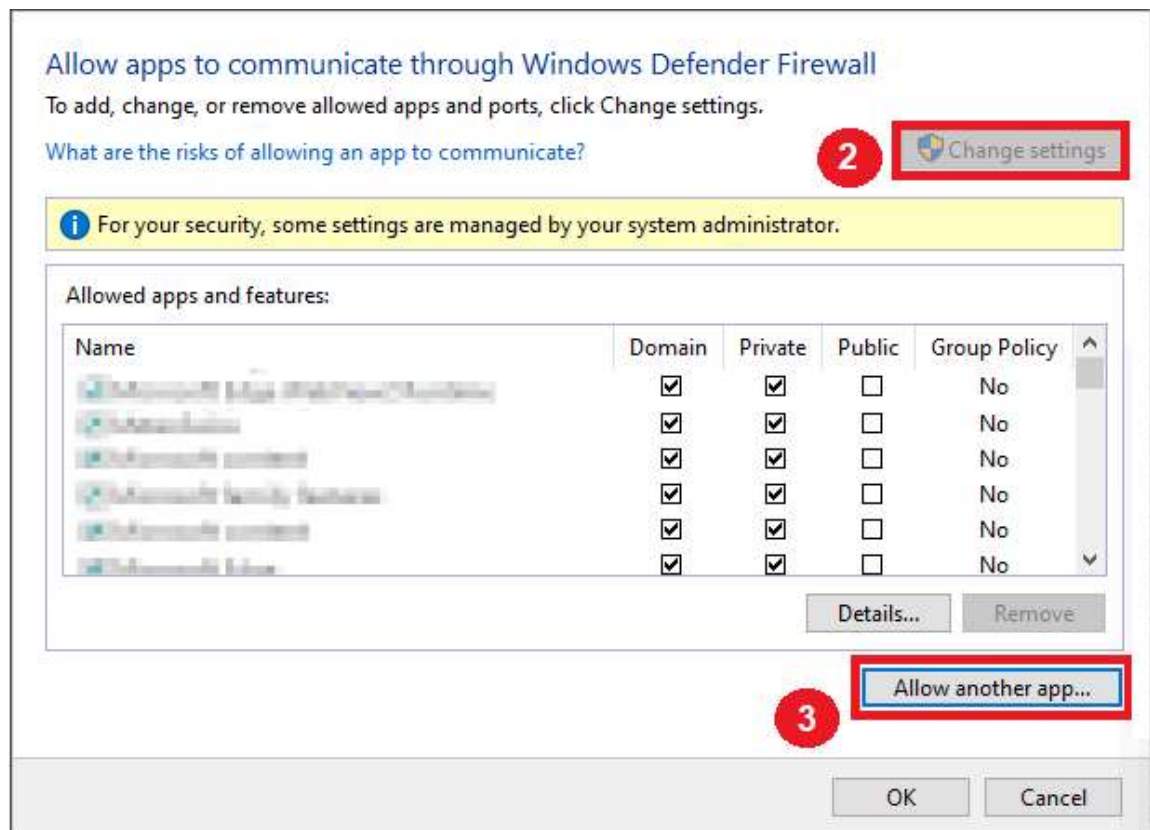 Allow apps to communicate through Windows Defender Firewall
To add, change, or remove allowed apps and ports, click Change settings.
What are the risks of allowing an app to communicate?
2
Change settings
For your security, some settings are managed by your system administrator.
Allowed apps and features:
Name Domain Private Public Group Policy
No
No
No
No
No
No
Details... Remove
Allow another app...
3
OK Cancel